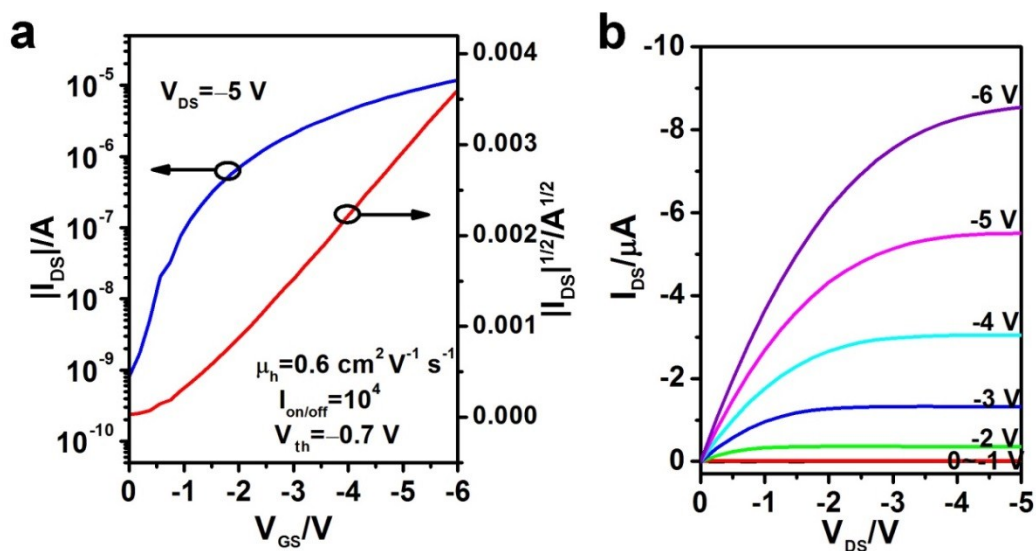 a
V_DS=–5 V
|I_DS|/A
10^-5
10^-6
10^-7
10^-8
10^-9
10^-10
0.004
0.003
0.002
0.001
0.000
|I_DS|^1/2/A^1/2
μ_h=0.6 cm^2 V^-1 s^-1
I_on/off=10^4
V_th=–0.7 V
0 -1 -2 -3 -4 -5 -6
V_GS/V
b
I_DS/μA
-10
-8
-6
-4
-2
0
-6 V
-5 V
-4 V
-3 V
-2 V
0~-1 V
0 -1 -2 -3 -4 -5
V_DS/V